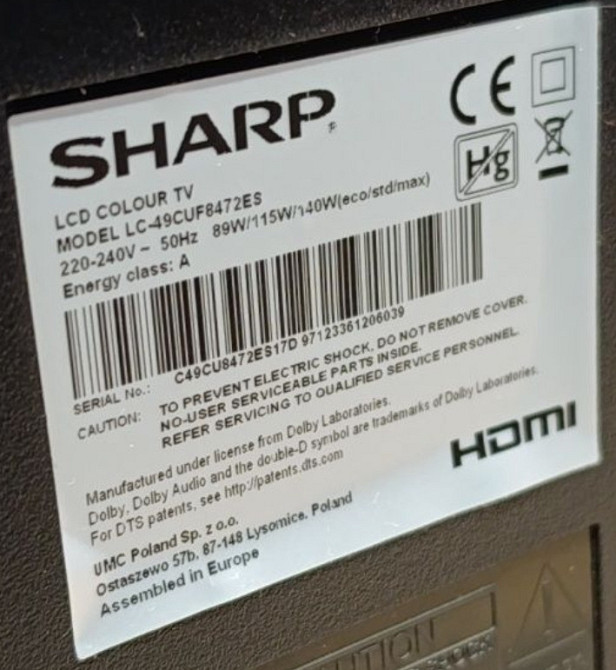 SHARP
CE
Hg
LCD COLOUR TV
MODEL LC-49CUF8472ES
220-240V ~ 50Hz 89W/115W/140W(eco/std/max)
Energy class: A
SERIAL No.: C49CU8472ES17D 97123361206039
CAUTION: TO PREVENT ELECTRIC SHOCK, DO NOT REMOVE COVER.
NO-USER SERVICEABLE PARTS INSIDE.
REFER SERVICING TO QUALIFIED SERVICE PERSONNEL.
Manufactured under license from Dolby Laboratories.
Dolby, Dolby Audio and the double-D symbol are trademarks of Dolby Laboratories.
For DTS patents, see http://patents.dts.com
HDMI
UMC Poland Sp. z o.o.
Ostaszewo 57b, 87-148 Lysomice, Poland
Assembled in Europe